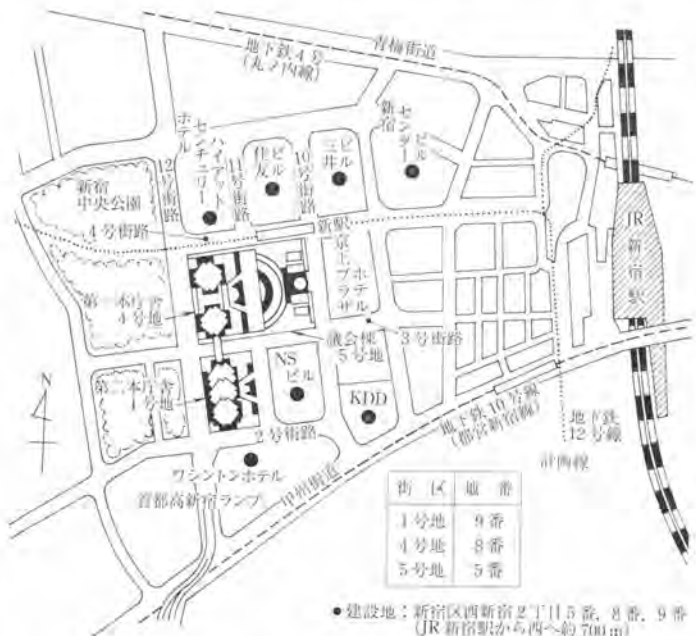 青梅街道
地下鉄4号
(丸ノ内線)
ホテル
センチュリー
ハイアット
住友
ビル
三井
ビル
新宿
センタービル
12号街路
11号街路
10号街路
新宿
中央公園
4号街路
京王プラザ
ホテル
JR新宿駅
第一本庁舎
4号地
議会棟
5号地
3号街路
NS
ビル
KDD
第二本庁舎
1号地
2号街路
N
地下鉄10号線
(都営新宿線)
地下鉄
12号線
計画線
ワシントンホテル
首都高新宿ランプ
甲州街道
街区 地番
1号地 9番
4号地 8番
5号地 5番
●建設地：新宿区西新宿2丁目5番，8番，9番
(JR新宿駅から西へ約700m)